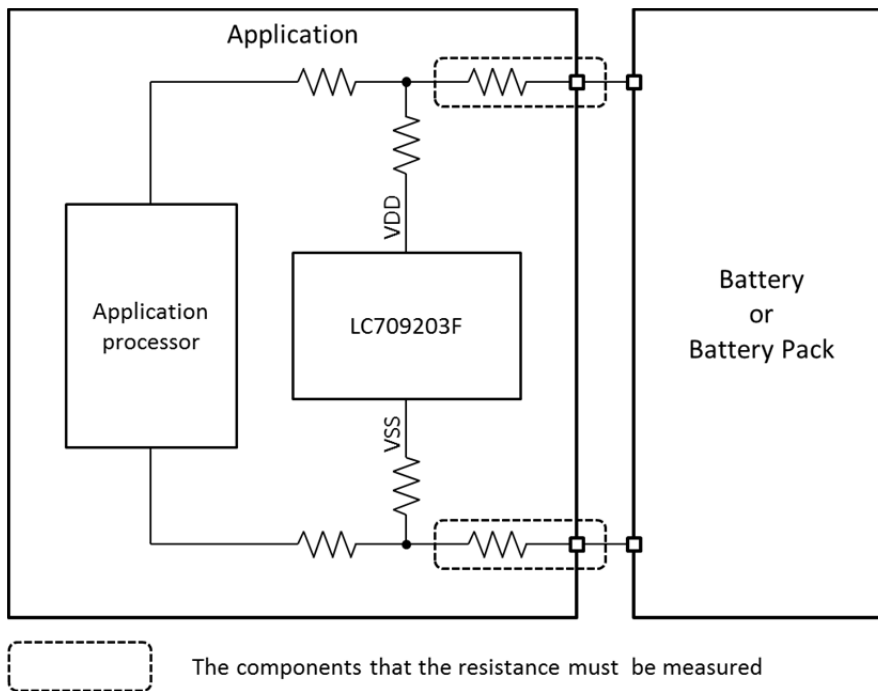 Application
VDD
Application
processor
LC709203F
VSS
Battery
or
Battery Pack
The components that the resistance must be measured